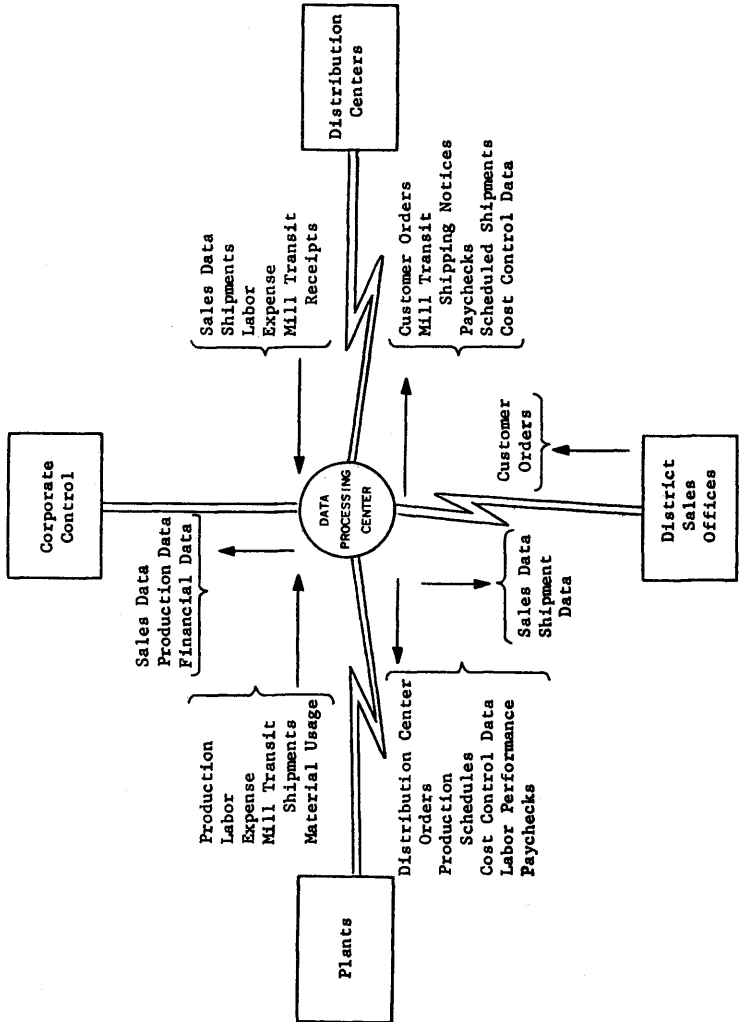 Corporate
Control
Sales Data
Production Data
Financial Data
Production
Labor
Expense
Mill Transit
Shipments
Material Usage
Sales Data
Shipments
Labor
Expense
Mill Transit
Receipts
Plants
DATA
PROCESSING
CENTER
Distribution
Centers
Distribution Center
Orders
Production
Schedules
Cost Control Data
Labor Performance
Paychecks
Sales Data
Shipment
Data
Customer
Orders
Customer Orders
Mill Transit
Shipping Notices
Paychecks
Scheduled Shipments
Cost Control Data
District
Sales
Offices